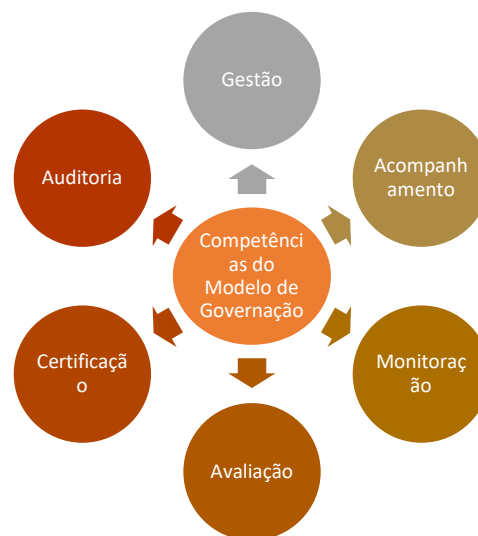 Gestão
Auditoria
Acompanh
amento
Competênci
as do
Modelo de
Governação
Certificaçã
o
Monitoraç
ão
Avaliação